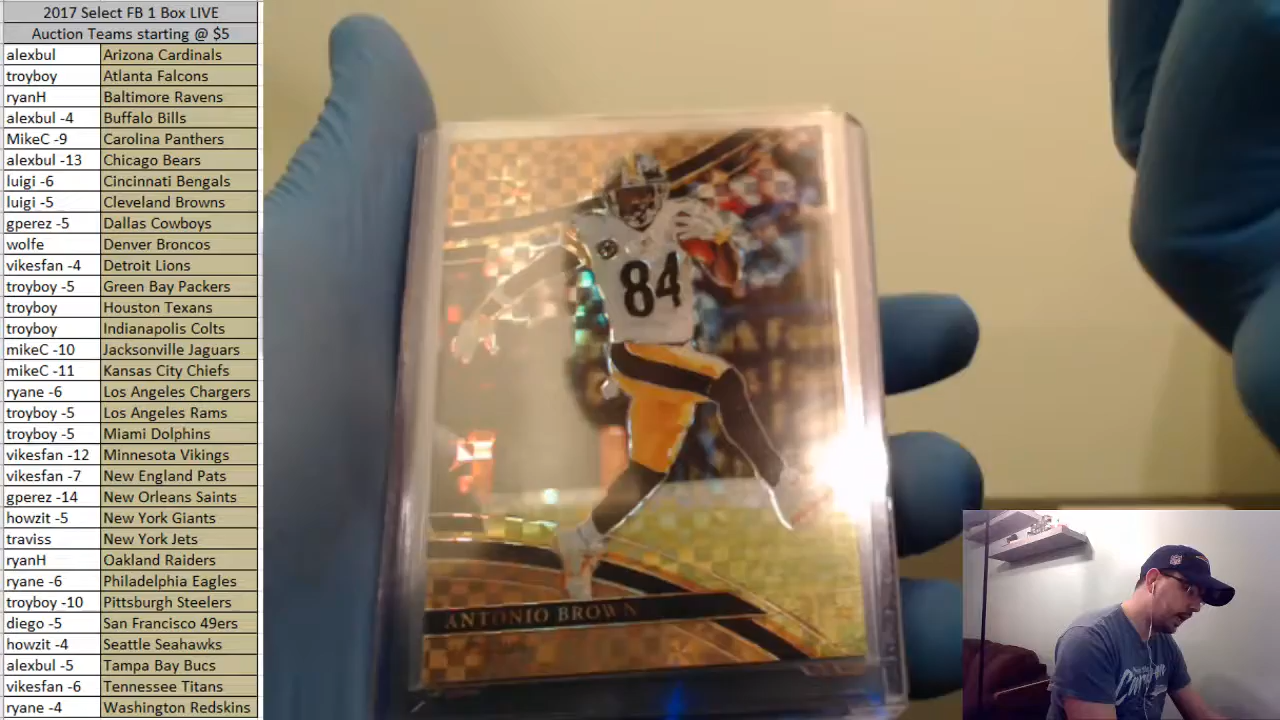 2017 Select FB 1 Box LIVE
Auction Teams starting @ $5
alexbul Arizona Cardinals
troyboy Atlanta Falcons
ryanH Baltimore Ravens
alexbul -4 Buffalo Bills
MikeC -9 Carolina Panthers
alexbul -13 Chicago Bears
luigi -6 Cincinnati Bengals
luigi -5 Cleveland Browns
gperez -5 Dallas Cowboys
wolfe Denver Broncos
vikesfan -4 Detroit Lions
troyboy -5 Green Bay Packers
troyboy Houston Texans
troyboy Indianapolis Colts
mikeC -10 Jacksonville Jaguars
mikeC -11 Kansas City Chiefs
ryane -6 Los Angeles Chargers
troyboy -5 Los Angeles Rams
troyboy -5 Miami Dolphins
vikesfan -12 Minnesota Vikings
vikesfan -7 New England Pats
gperez -14 New Orleans Saints
howzit -5 New York Giants
traviss New York Jets
ryanH Oakland Raiders
ryane -6 Philadelphia Eagles
troyboy -10 Pittsburgh Steelers
diego -5 San Francisco 49ers
howzit -4 Seattle Seahawks
alexbul -5 Tampa Bay Bucs
vikesfan -6 Tennessee Titans
ryane -4 Washington Redskins
84
ANTONIO BROWN